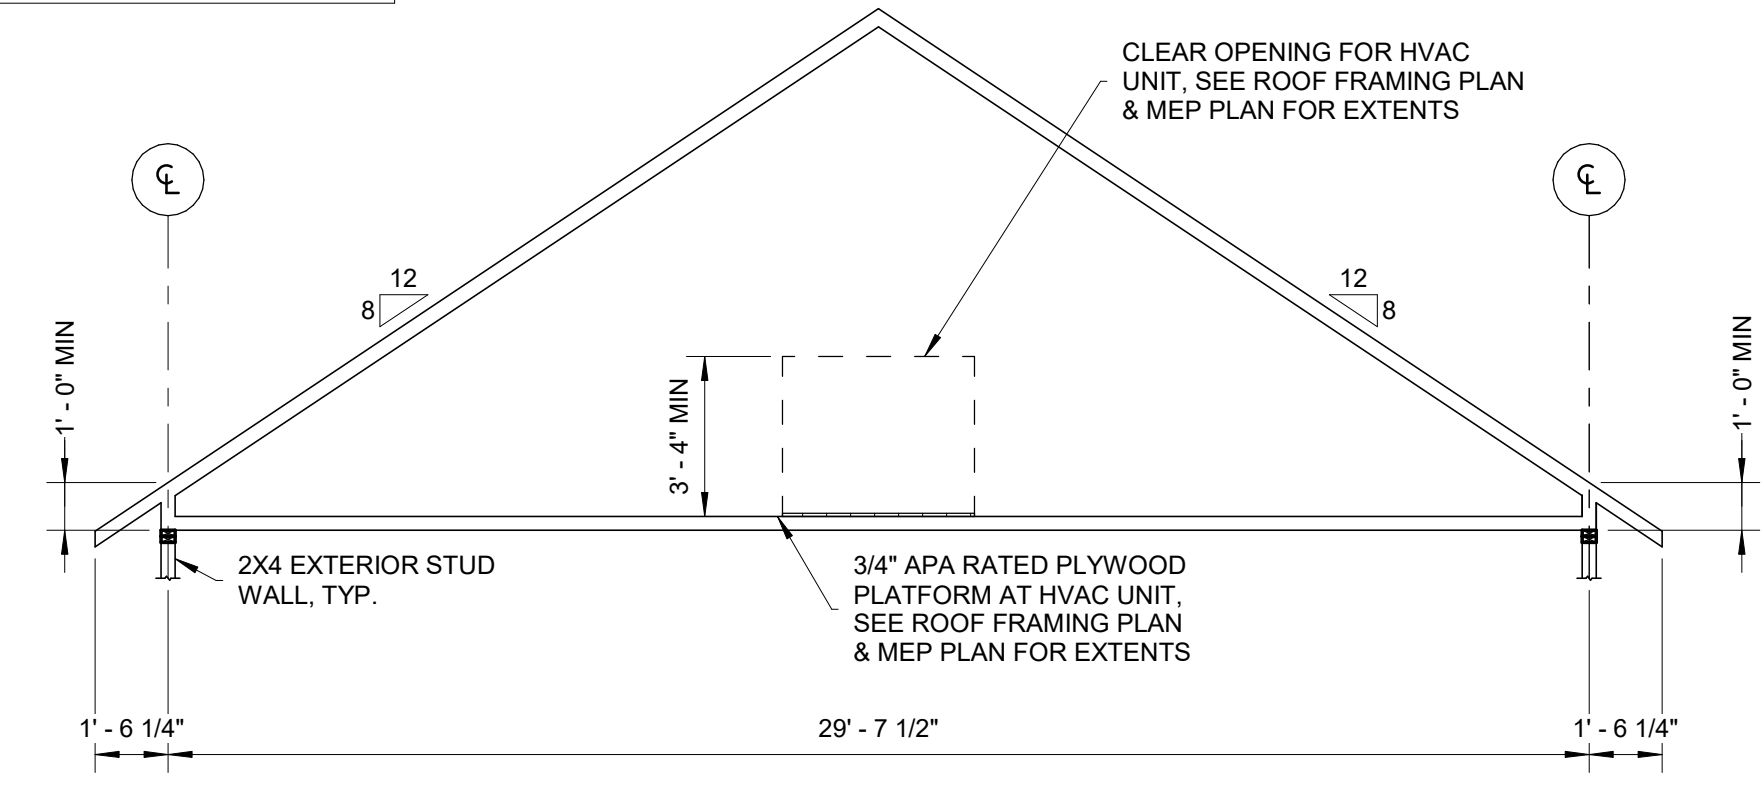 CLEAR OPENING FOR HVAC
UNIT, SEE ROOF FRAMING PLAN
& MEP PLAN FOR EXTENTS
℄
℄
12
8
12
8
1' - 0" MIN
3' - 4" MIN
1' - 0" MIN
2X4 EXTERIOR STUD
WALL, TYP.
3/4" APA RATED PLYWOOD
PLATFORM AT HVAC UNIT,
SEE ROOF FRAMING PLAN
& MEP PLAN FOR EXTENTS
1' - 6 1/4"
29' - 7 1/2"
1' - 6 1/4"